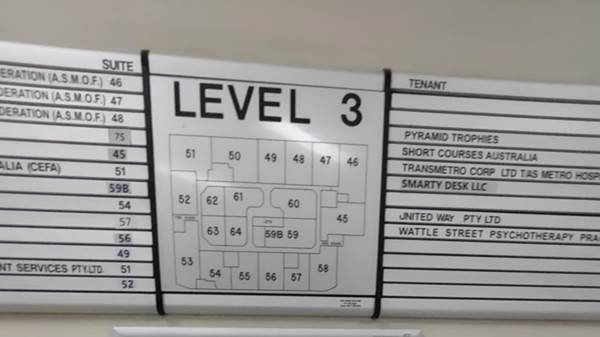 SUITE
ERATION (A.S.M.O.F.) 46
DERATION (A.S.M.O.F.) 47
DERATION (A.S.M.O.F.) 48
75
45
ALIA (CEFA) 51
59B
54
57
56
49
NT SERVICES PTY.LTD. 51
52
LEVEL 3
51 50 49 48 47 46
52 62 61 60 45
63 64 59B 59
53 54 55 56 57 58
TENANT
PYRAMID TROPHIES
SHORT COURSES AUSTRALIA
TRANSMETRO CORP LTD T/AS METRO HOSP
SMARTY DESK LLC
UNITED WAY PTY LTD
WATTLE STREET PSYCHOTHERAPY PRA